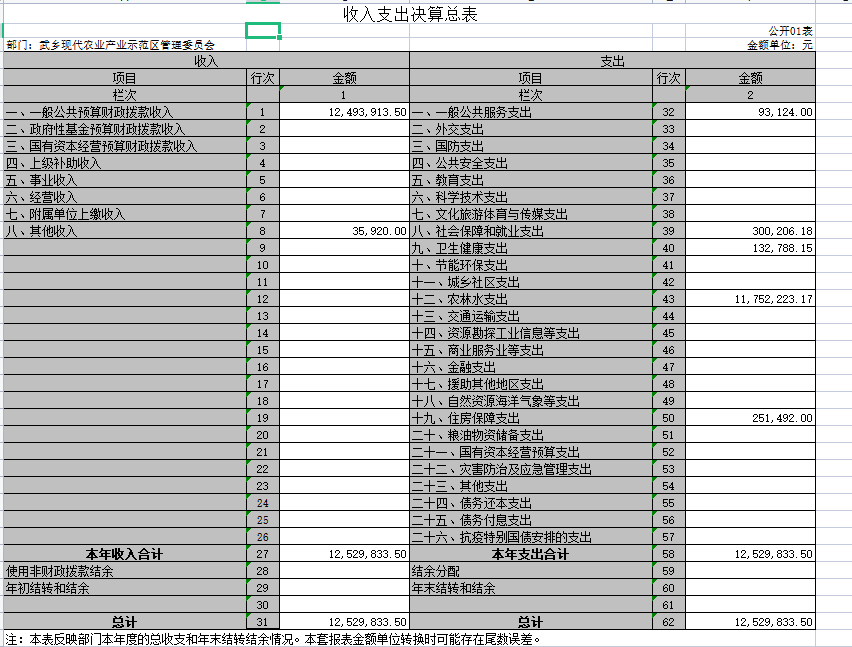 收入支出决算总表
公开01表
部门：武乡现代农业产业示范区管理委员会 金额单位：元
收入 支出
项目 行次 金额 项目 行次 金额
栏次 1 栏次 2
一、一般公共预算财政拨款收入 1 12,493,913.50 一、一般公共服务支出 32 93,124.00
二、政府性基金预算财政拨款收入 2 二、外交支出 33
三、国有资本经营预算财政拨款收入 3 三、国防支出 34
四、上级补助收入 4 四、公共安全支出 35
五、事业收入 5 五、教育支出 36
六、经营收入 6 六、科学技术支出 37
七、附属单位上缴收入 7 七、文化旅游体育与传媒支出 38
八、其他收入 8 35,920.00 八、社会保障和就业支出 39 300,206.18
9 九、卫生健康支出 40 132,788.15
10 十、节能环保支出 41
11 十一、城乡社区支出 42
12 十二、农林水支出 43 11,752,223.17
13 十三、交通运输支出 44
14 十四、资源勘探工业信息等支出 45
15 十五、商业服务业等支出 46
16 十六、金融支出 47
17 十七、援助其他地区支出 48
18 十八、自然资源海洋气象等支出 49
19 十九、住房保障支出 50 251,492.00
20 二十、粮油物资储备支出 51
21 二十一、国有资本经营预算支出 52
22 二十二、灾害防治及应急管理支出 53
23 二十三、其他支出 54
24 二十四、债务还本支出 55
25 二十五、债务付息支出 56
26 二十六、抗疫特别国债安排的支出 57
本年收入合计 27 12,529,833.50 本年支出合计 58 12,529,833.50
使用非财政拨款结余 28 结余分配 59
年初结转和结余 29 年末结转和结余 60
30 61
总计 31 12,529,833.50 总计 62 12,529,833.50
注：本表反映部门本年度的总收支和年末结转结余情况。本套报表金额单位转换时可能存在尾数误差。